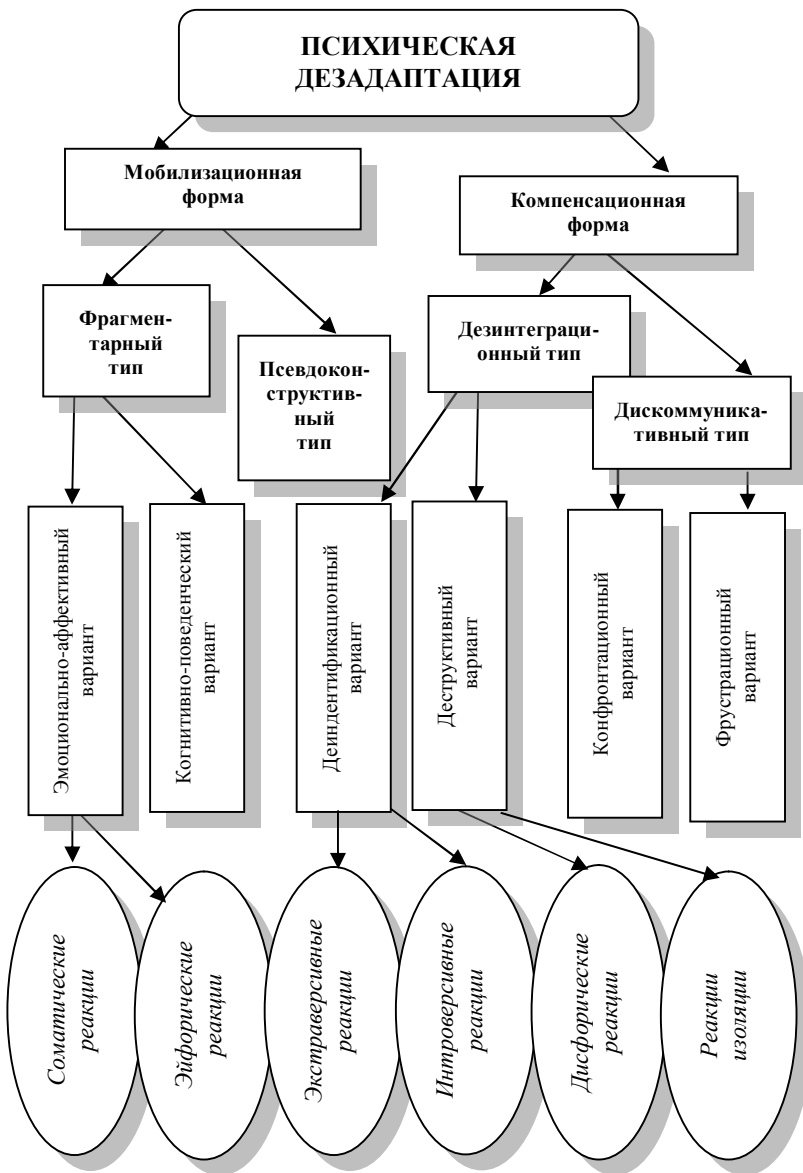 ПСИХИЧЕСКАЯ
ДЕЗАДАПТАЦИЯ
Мобилизационная
форма
Компенсационная
форма
Фрагмен-
тарный
тип
Псевдокон-
структив-
ный
тип
Дезинтеграци-
онный тип
Дискоммуника-
тивный тип
Эмоционально-аффективный
вариант
Когнитивно-поведенческий
вариант
Деиндентификационный
вариант
Деструктивный
вариант
Конфронтационный
вариант
Фрустрационный
вариант
Соматические
реакции
Эйфорические
реакции
Экстраверсивные
реакции
Интроверсивные
реакции
Дисфорические
реакции
Реакции
изоляции